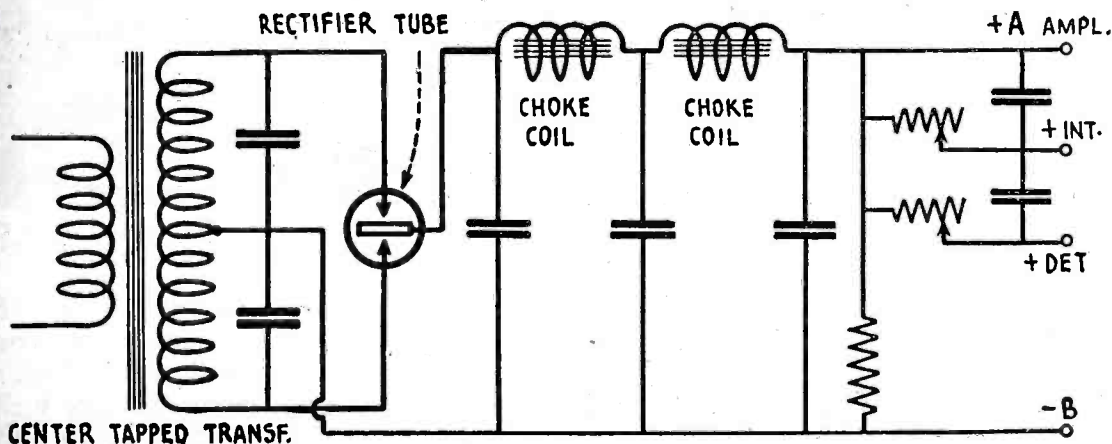 RECTIFIER TUBE
+A AMPL.
CHOKE
COIL
CHOKE
COIL
+ INT.
+ DET
-B
CENTER TAPPED TRANSF.